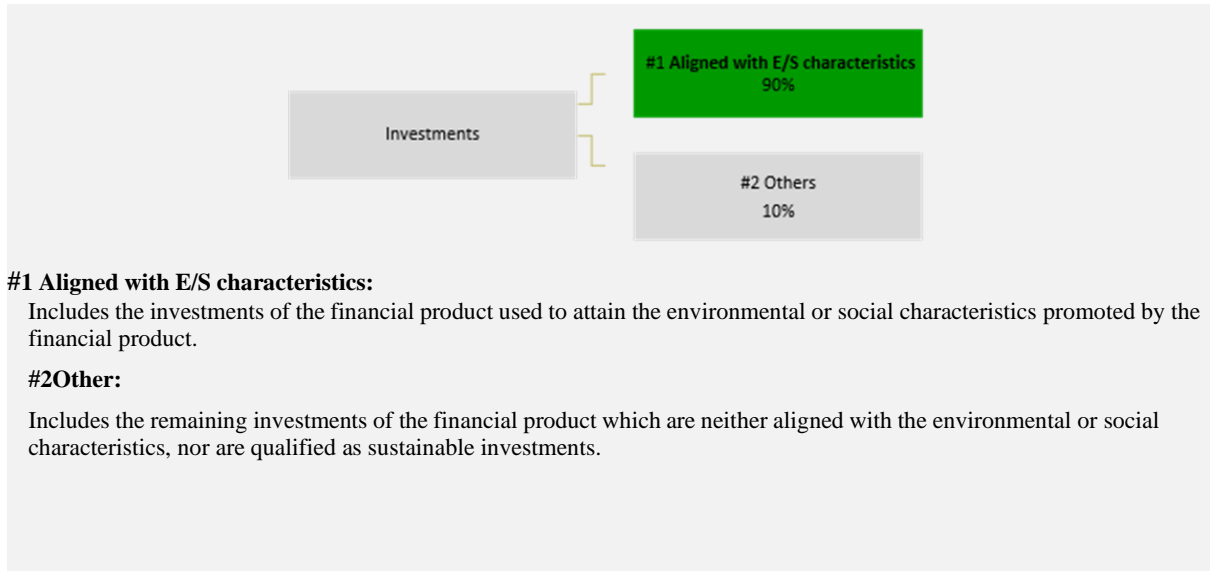 #1 Aligned with E/S characteristics
90%
Investments
#2 Others
10%
#1 Aligned with E/S characteristics:
Includes the investments of the financial product used to attain the environmental or social characteristics promoted by the
financial product.
#2Other:
Includes the remaining investments of the financial product which are neither aligned with the environmental or social
characteristics, nor are qualified as sustainable investments.